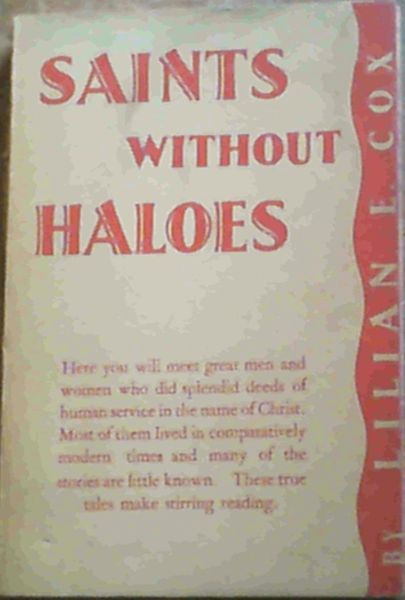 SAINTS
WITHOUT
HALOES
Here you will meet great men and
women who did splendid deeds of
human service in the name of Christ.
Most of them lived in comparatively
modern times and many of the
stories are little known. These true
tales make stirring reading.
BY LILIAN E. COX